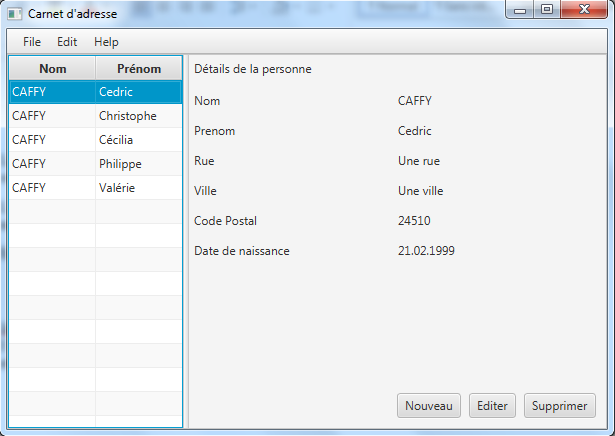 Carnet d'adresse
File Edit Help
Nom Prénom
CAFFY Cedric
CAFFY Christophe
CAFFY Cécilia
CAFFY Philippe
CAFFY Valérie
Détails de la personne
Nom CAFFY
Prenom Cedric
Rue Une rue
Ville Une ville
Code Postal 24510
Date de naissance 21.02.1999
Nouveau Editer Supprimer